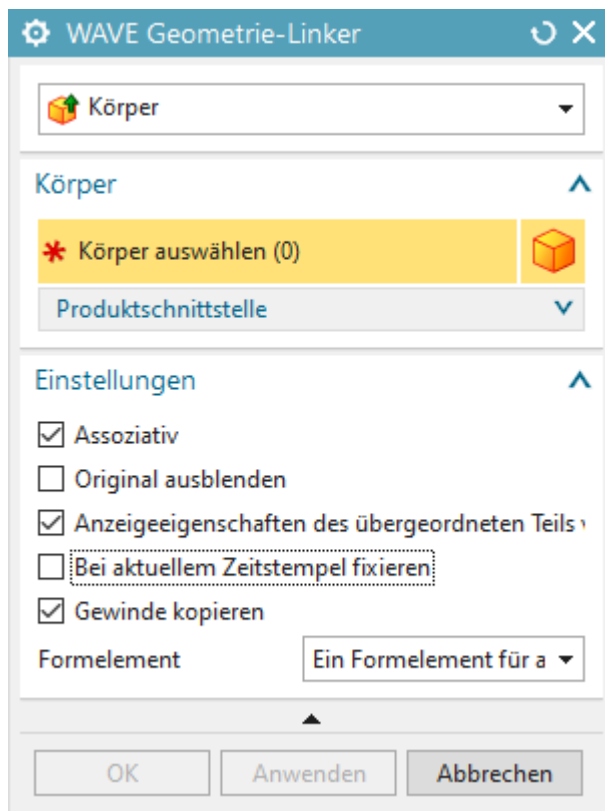 WAVE Geometrie-Linker
Körper
Körper
* Körper auswählen (0)
Produktschnittstelle
Einstellungen
Assoziativ
Original ausblenden
Anzeigeeigenschaften des übergeordneten Teils
Bei aktuellem Zeitstempel fixieren
Gewinde kopieren
Formelement Ein Formelement für a
OK Anwenden Abbrechen